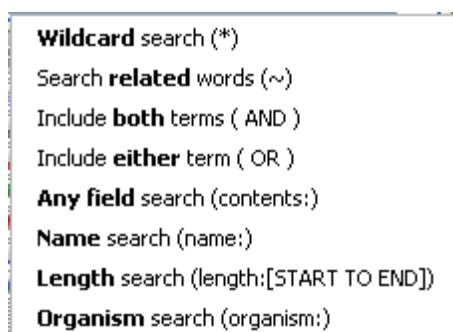 Wildcard search (*)
Search related words (~)
Include both terms ( AND )
Include either term ( OR )
Any field search (contents:)
Name search (name:)
Length search (length:[START TO END])
Organism search (organism:)